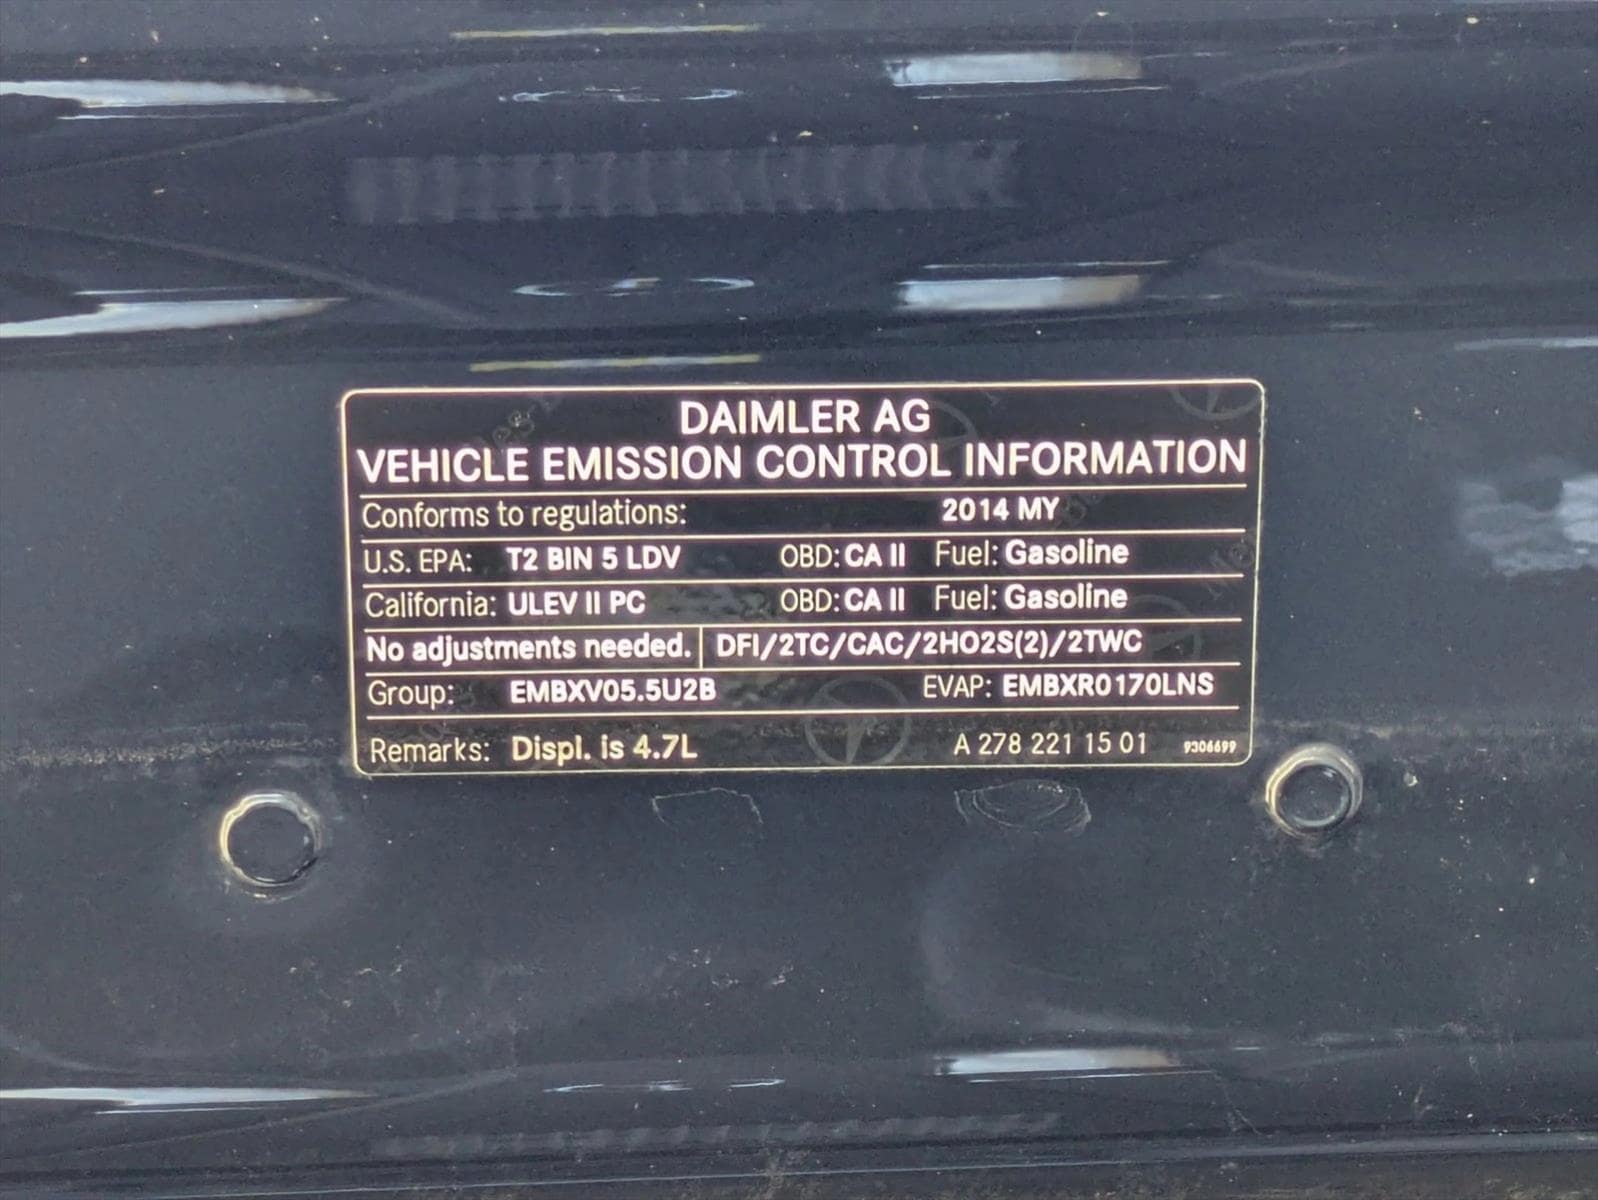 DAIMLER AG
VEHICLE EMISSION CONTROL INFORMATION
Conforms to regulations: 2014 MY
U.S. EPA: T2 BIN 5 LDV OBD: CA II Fuel: Gasoline
California: ULEV II PC OBD: CA II Fuel: Gasoline
No adjustments needed. DFI/2TC/CAC/2HO2S(2)/2TWC
Group: EMBXV05.5U2B EVAP: EMBXR0170LNS
Remarks: Displ. is 4.7L A 278 221 15 01 9306699